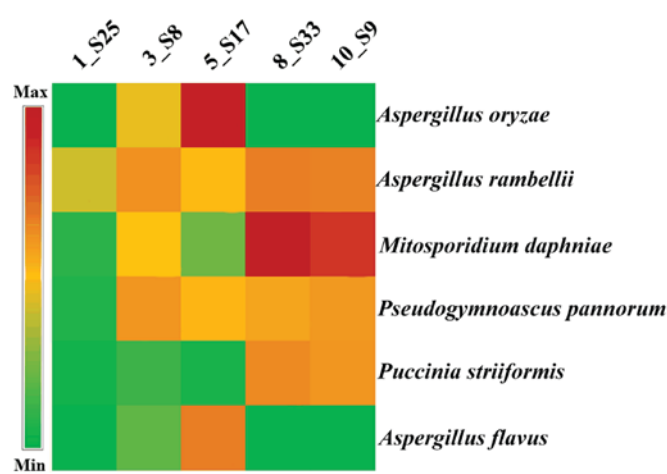 1_S25 3_S8 5_S17 8_S33 10_S9
Max
Aspergillus oryzae
Aspergillus rambellii
Mitosporidium daphniae
Pseudogymnoascus pannorum
Puccinia striiformis
Aspergillus flavus
Min